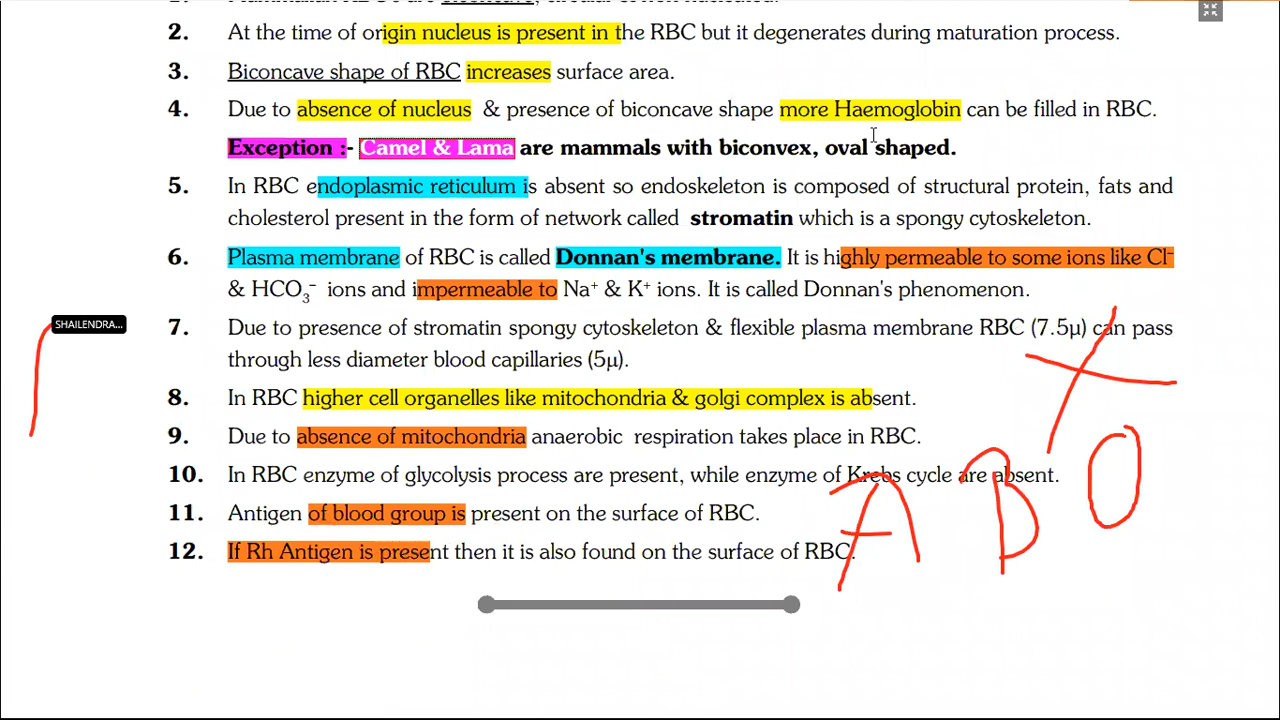 2. At the time of origin nucleus is present in the RBC but it degenerates during maturation process.
3. Biconcave shape of RBC increases surface area.
4. Due to absence of nucleus & presence of biconcave shape more Haemoglobin can be filled in RBC.
Exception :- Camel & Lama are mammals with biconvex, oval shaped.
5. In RBC endoplasmic reticulum is absent so endoskeleton is composed of structural protein, fats and
cholesterol present in the form of network called stromatin which is a spongy cytoskeleton.
6. Plasma membrane of RBC is called Donnan's membrane. It is highly permeable to some ions like Cl⁻
& HCO₃⁻ ions and impermeable to Na⁺ & K⁺ ions. It is called Donnan's phenomenon.
SHAILENDRA...
7. Due to presence of stromatin spongy cytoskeleton & flexible plasma membrane RBC (7.5µ) can pass
through less diameter blood capillaries (5µ).
8. In RBC higher cell organelles like mitochondria & golgi complex is absent.
9. Due to absence of mitochondria anaerobic respiration takes place in RBC.
10. In RBC enzyme of glycolysis process are present, while enzyme of Krebs cycle are absent.
11. Antigen of blood group is present on the surface of RBC.
12. If Rh Antigen is present then it is also found on the surface of RBC.
A B O